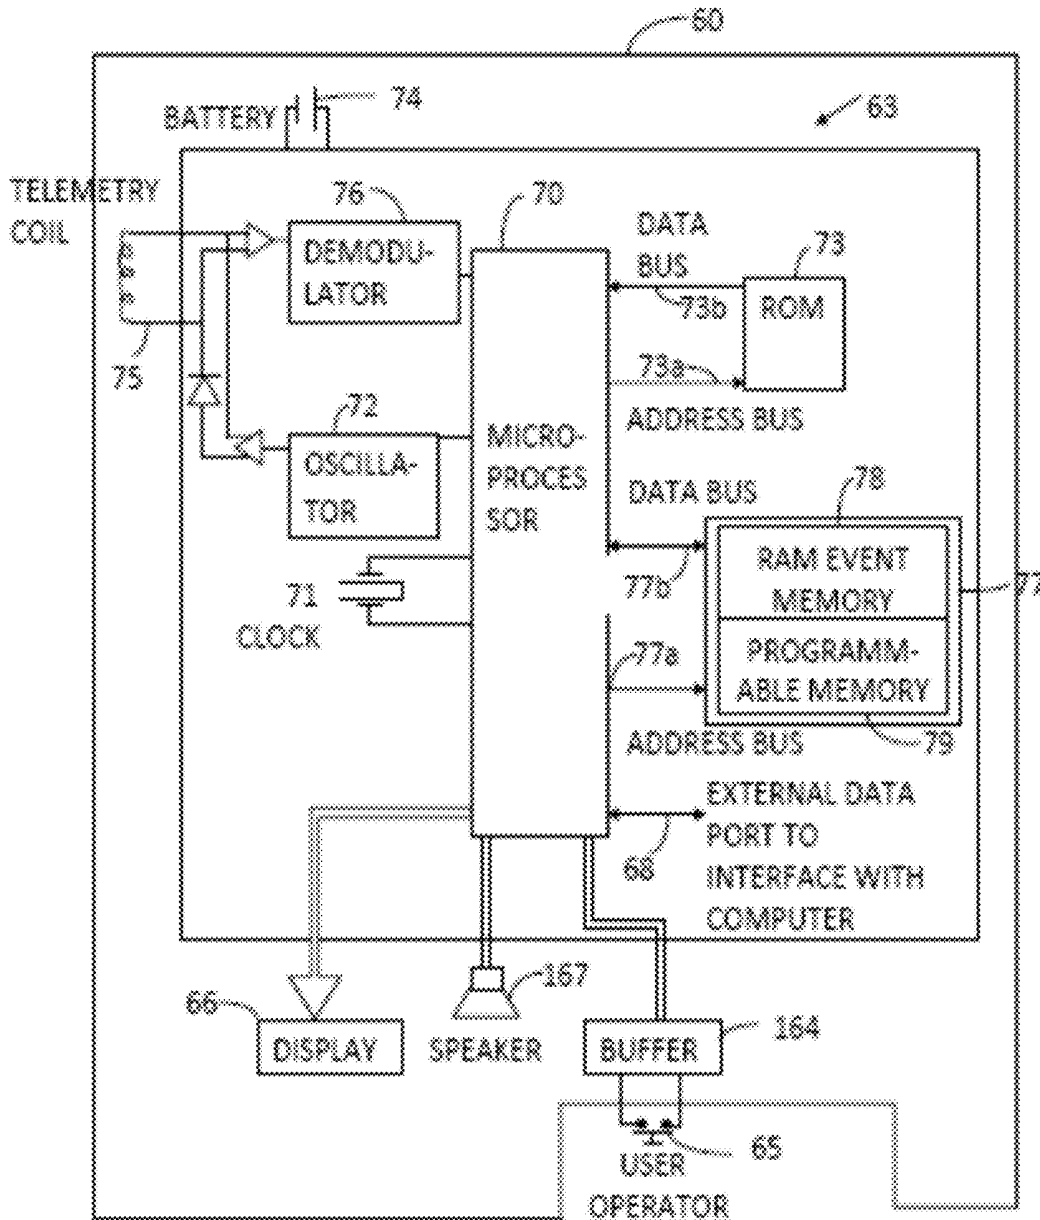 60
BATTERY
74
63
TELEMETRY
COIL
76
70
DATA
BUS
73
DEMODU-
LATOR
73b
ROM
75
73a
72
ADDRESS BUS
MICRO-
PROCES
SOR
OSCILLA-
TOR
DATA BUS
78
RAM EVENT
MEMORY
77b
77
71
CLOCK
77a
PROGRAMM-
ABLE MEMORY
ADDRESS BUS
79
EXTERNAL DATA
PORT TO
INTERFACE WITH
COMPUTER
68
167
66
164
DISPLAY
SPEAKER
BUFFER
65
USER
OPERATOR